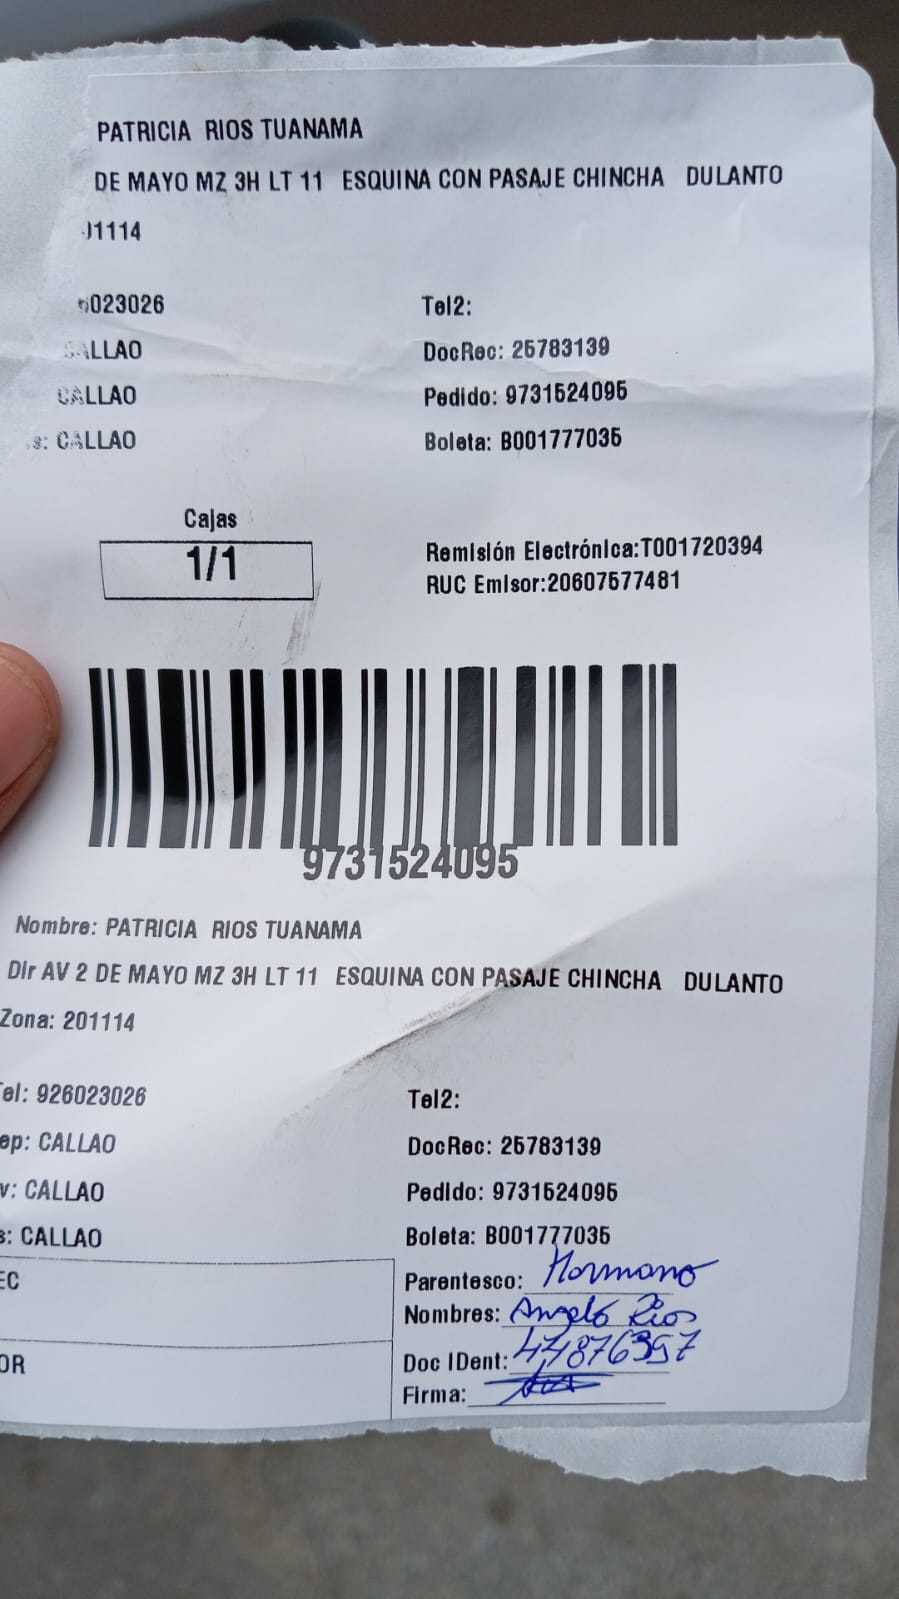 PATRICIA RIOS TUANAMA
DE MAYO MZ 3H LT 11 ESQUINA CON PASAJE CHINCHA DULANTO
01114
6023026 Tel2:
CALLAO DocRec: 25783139
CALLAO Pedido: 9731524095
s: CALLAO Boleta: B001777035
Cajas
1/1
Remisión Electrónica:T001720394
RUC Emisor:20607577481
9731524095
Nombre: PATRICIA RIOS TUANAMA
Dir AV 2 DE MAYO MZ 3H LT 11 ESQUINA CON PASAJE CHINCHA DULANTO
Zona: 201114
Tel: 926023026 Tel2:
ep: CALLAO DocRec: 25783139
v: CALLAO Pedido: 9731524095
s: CALLAO Boleta: B001777035
EC Parentesco: Hermano
Nombres: Angelo Rios
OR Doc IDent: 44876397
Firma: